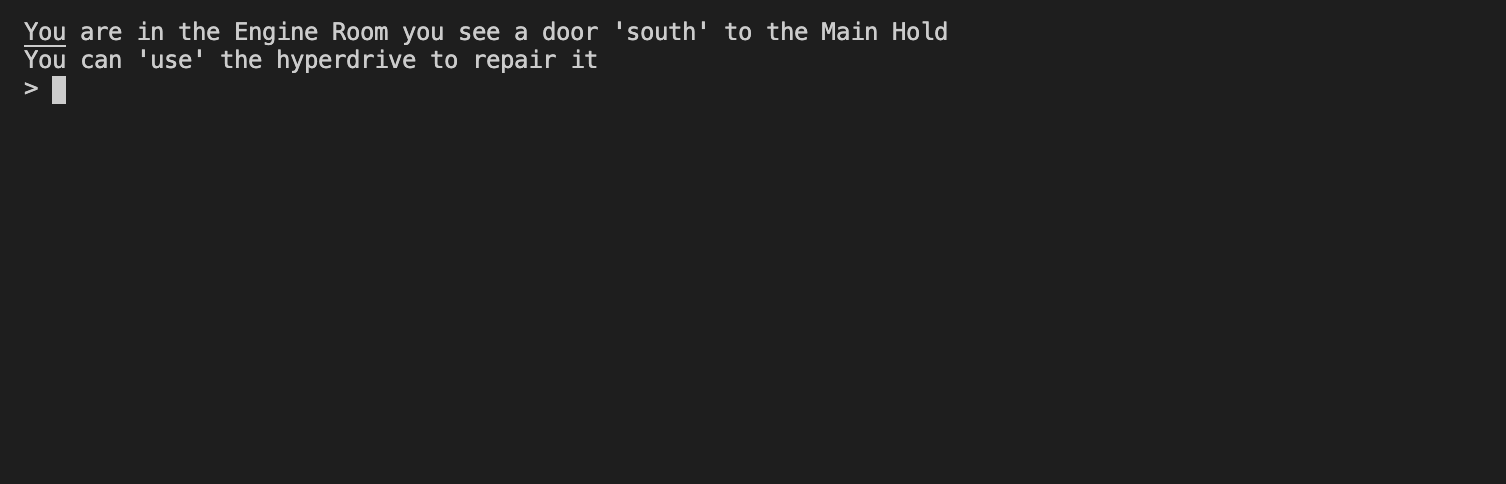 You are in the Engine Room you see a door 'south' to the Main Hold
You can 'use' the hyperdrive to repair it
>